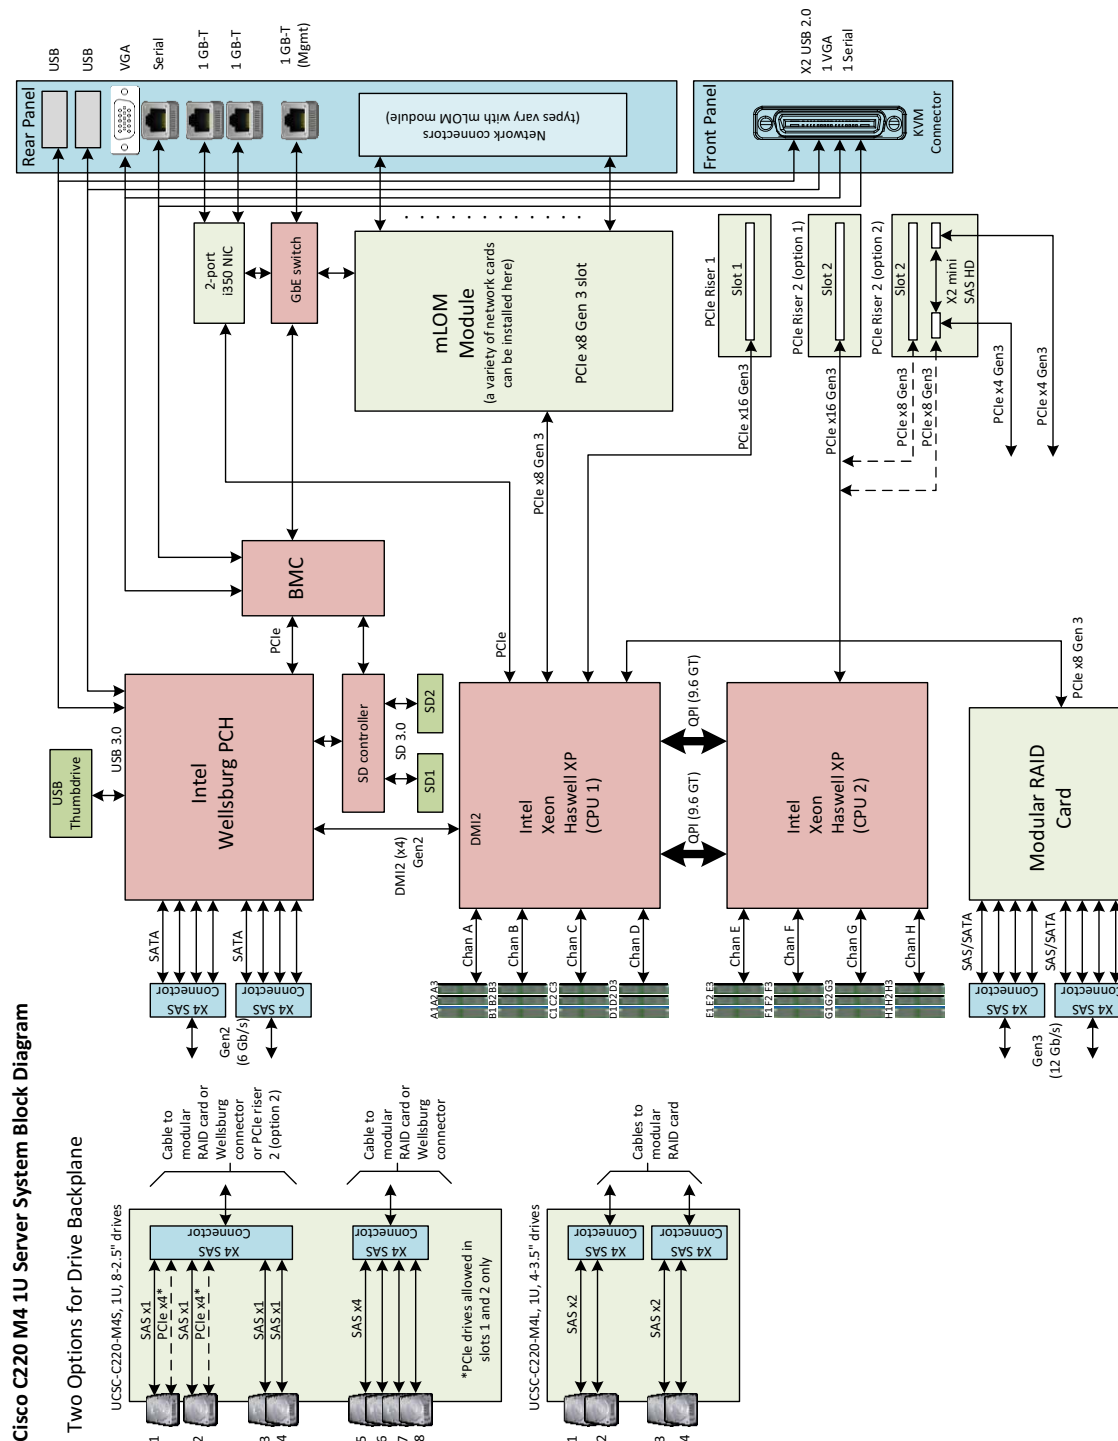 Cisco C220 M4 1U Server System Block Diagram
Two Options for Drive Backplane
Rear Panel
USB
USB
VGA
Serial
1 GB-T
1 GB-T
1 GB-T
(Mgmt)
Network connectors
(types vary with mLOM module)
Front Panel
X2 USB 2.0
1 VGA
1 Serial
KVM
Connector
2-port
i350 NIC
GbE switch
mLOM
Module
(a variety of network cards
can be installed here)
PCIe x8 Gen 3 slot
PCIe Riser 1
Slot 1
PCIe Riser 2 (option 1)
Slot 2
PCIe Riser 2 (option 2)
Slot 2
X2 mini
SAS HD
PCIe x8 Gen 3
PCIe x16 Gen3
PCIe x16 Gen3
PCIe x8 Gen3
PCIe x8 Gen3
PCIe x4 Gen3
PCIe x4 Gen3
BMC
PCIe
PCIe
USB
Thumbdrive
USB 3.0
Intel
Wellsburg PCH
SD controller
SD 3.0
SD1
SD2
DMI2 (x4)
Gen2
DMI2
Intel
Xeon
Haswell XP
(CPU 1)
QPI (9.6 GT)
QPI (9.6 GT)
Intel
Xeon
Haswell XP
(CPU 2)
PCIe x8 Gen 3
Modular RAID
Card
SATA
SATA
X4 SAS
Connector
X4 SAS
Connector
Gen2
(6 Gb/s)
Chan A
Chan B
Chan C
Chan D
A1 A2 A3
B1 B2 B3
C1 C2 C3
D1 D2 D3
Chan E
Chan F
Chan G
Chan H
E1 E2 E3
F1 F2 F3
G1 G2 G3
H1 H2 H3
SAS/SATA
SAS/SATA
X4 SAS
Connector
X4 SAS
Connector
Gen3
(12 Gb/s)
Cable to
modular
RAID card or
Wellsburg
connector
or PCIe riser
2 (option 2)
Cable to
modular
RAID card or
Wellsburg
connector
Cables to
modular
RAID card
UCSC-C220-M4S, 1U, 8-2.5" drives
X4 SAS
Connector
X4 SAS
Connector
SAS x1
PCIe x4*
SAS x1
PCIe x4*
SAS x1
SAS x1
SAS x4
*PCIe drives allowed in
slots 1 and 2 only
1
2
3
4
5
6
7
8
UCSC-C220-M4L, 1U, 4-3.5" drives
X4 SAS
Connector
X4 SAS
Connector
SAS x2
SAS x2
1
2
3
4